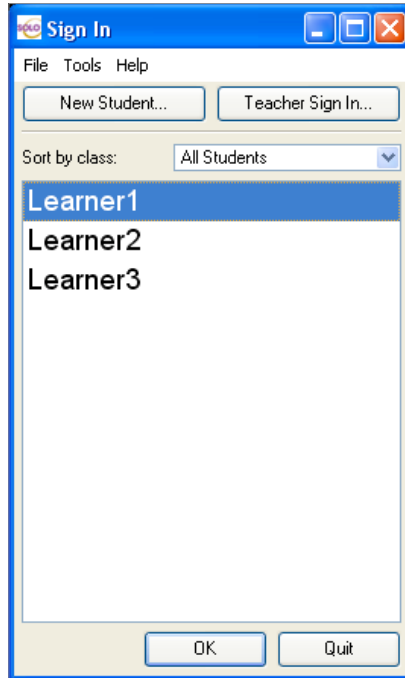 SOLO Sign In
File Tools Help
New Student... Teacher Sign In...
Sort by class: All Students
Learner1
Learner2
Learner3
OK Quit